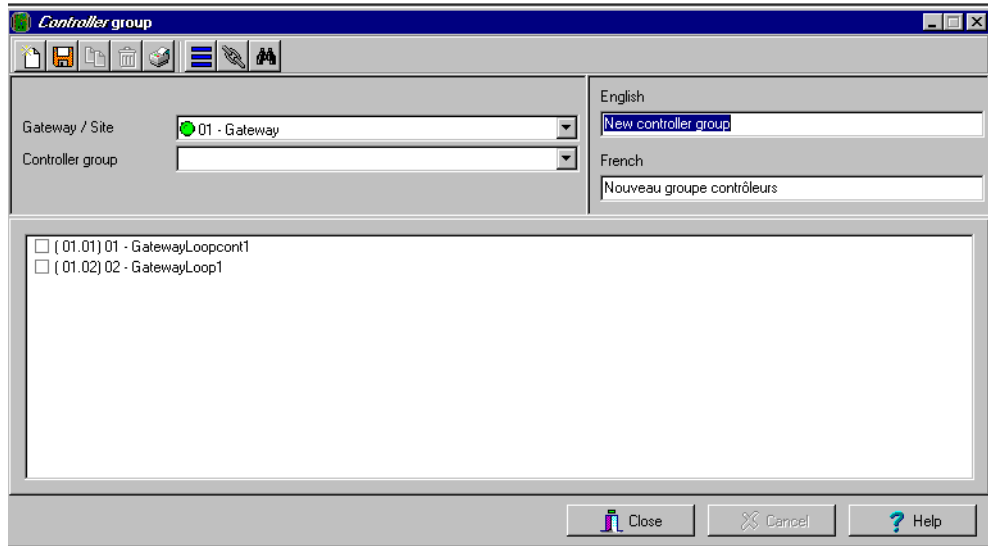 Controller group
English
Gateway / Site
01 - Gateway
New controller group
Controller group
French
Nouveau groupe contrôleurs
( 01.01) 01 - GatewayLoopcont1
( 01.02) 02 - GatewayLoop1
Close
Cancel
Help